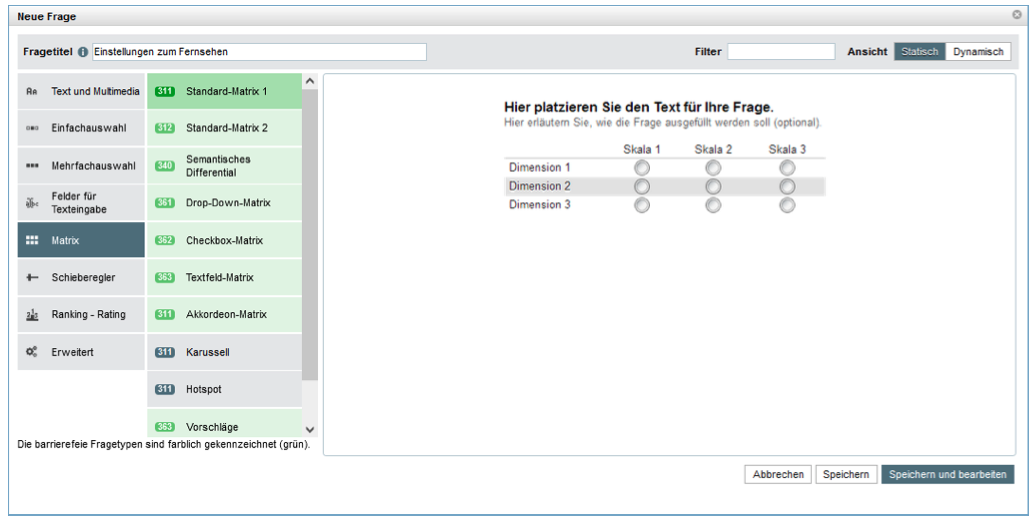 Neue Frage
Fragetitel Einstellungen zum Fernsehen Filter Ansicht Statisch Dynamisch
Text und Multimedia
Einfachauswahl
Mehrfachauswahl
Felder für
Texteingabe
Matrix
Schieberegler
Ranking - Rating
Erweitert
311 Standard-Matrix 1
312 Standard-Matrix 2
340 Semantisches
Differential
361 Drop-Down-Matrix
362 Checkbox-Matrix
363 Textfeld-Matrix
311 Akkordeon-Matrix
311 Karussell
311 Hotspot
363 Vorschläge
Die barrierefeie Fragetypen sind farblich gekennzeichnet (grün).
Hier platzieren Sie den Text für Ihre Frage.
Hier erläutern Sie, wie die Frage ausgefüllt werden soll (optional).
Skala 1 Skala 2 Skala 3
Dimension 1
Dimension 2
Dimension 3
Abbrechen Speichern Speichern und bearbeiten